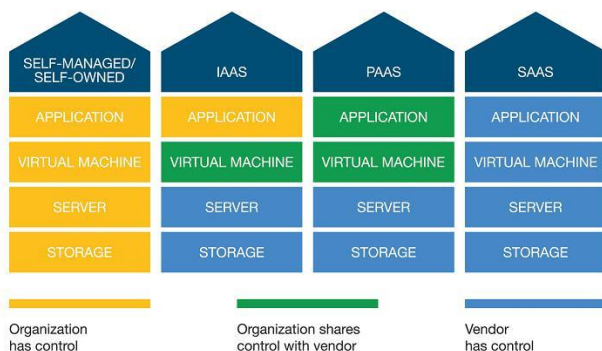 SELF-MANAGED/
SELF-OWNED
IAAS
PAAS
SAAS
APPLICATION
APPLICATION
APPLICATION
APPLICATION
VIRTUAL MACHINE
VIRTUAL MACHINE
VIRTUAL MACHINE
VIRTUAL MACHINE
SERVER
SERVER
SERVER
SERVER
STORAGE
STORAGE
STORAGE
STORAGE
Organization
has control
Organization shares
control with vendor
Vendor
has control